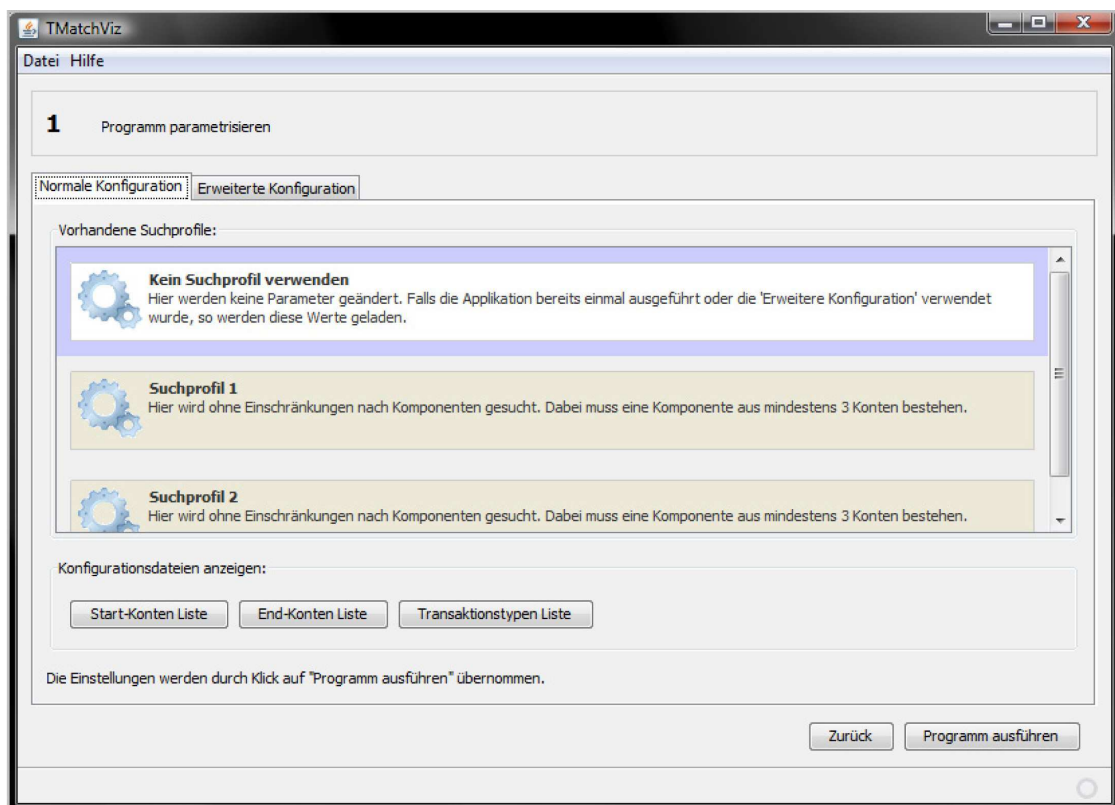 TMatchViz
Datei Hilfe
1 Programm parametrisieren
Normale Konfiguration Erweiterte Konfiguration
Vorhandene Suchprofile:
Kein Suchprofil verwenden
Hier werden keine Parameter geändert. Falls die Applikation bereits einmal ausgeführt oder die 'Erweitere Konfiguration' verwendet
wurde, so werden diese Werte geladen.
Suchprofil 1
Hier wird ohne Einschränkungen nach Komponenten gesucht. Dabei muss eine Komponente aus mindestens 3 Konten bestehen.
Suchprofil 2
Hier wird ohne Einschränkungen nach Komponenten gesucht. Dabei muss eine Komponente aus mindestens 3 Konten bestehen.
Konfigurationsdateien anzeigen:
Start-Konten Liste End-Konten Liste Transaktionstypen Liste
Die Einstellungen werden durch Klick auf "Programm ausführen" übernommen.
Zurück Programm ausführen